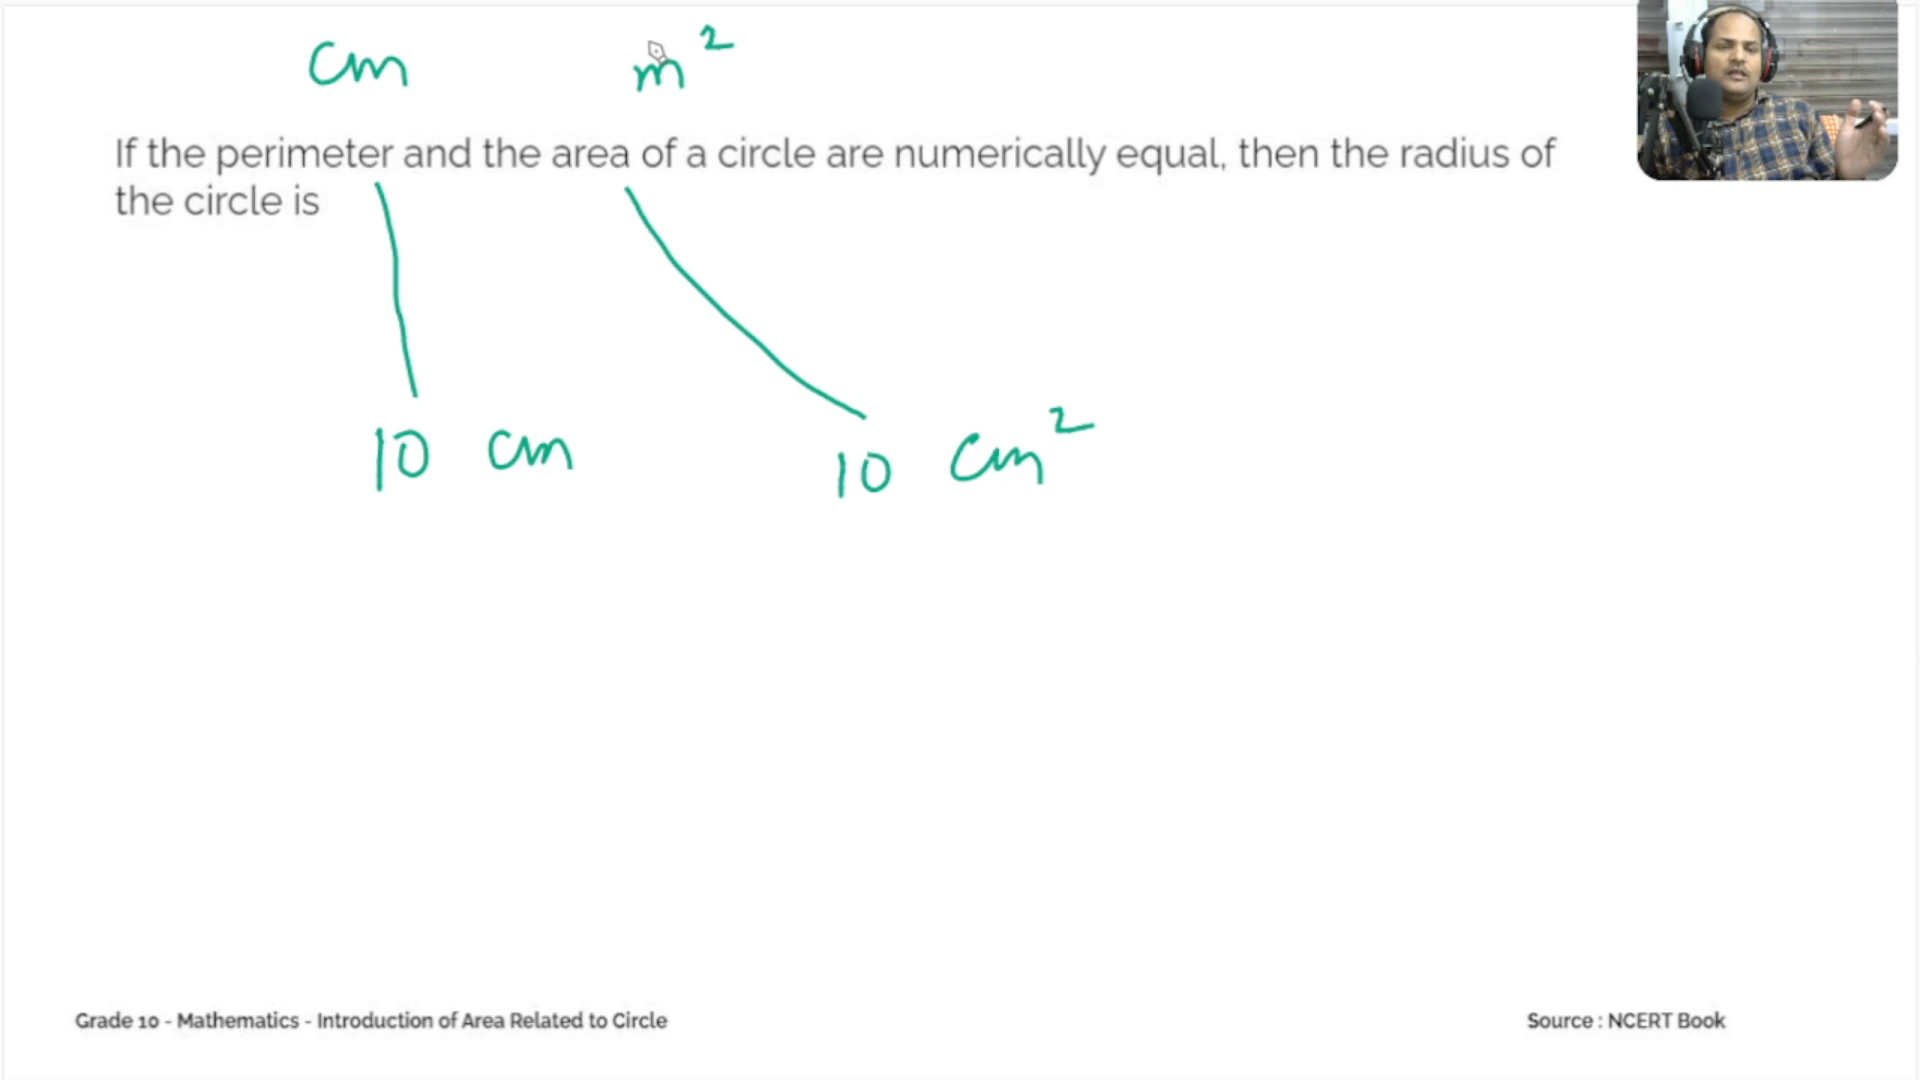 cm m²
If the perimeter and the area of a circle are numerically equal, then the radius of
the circle is
10 cm 10 cm²
Grade 10 - Mathematics - Introduction of Area Related to Circle Source : NCERT Book